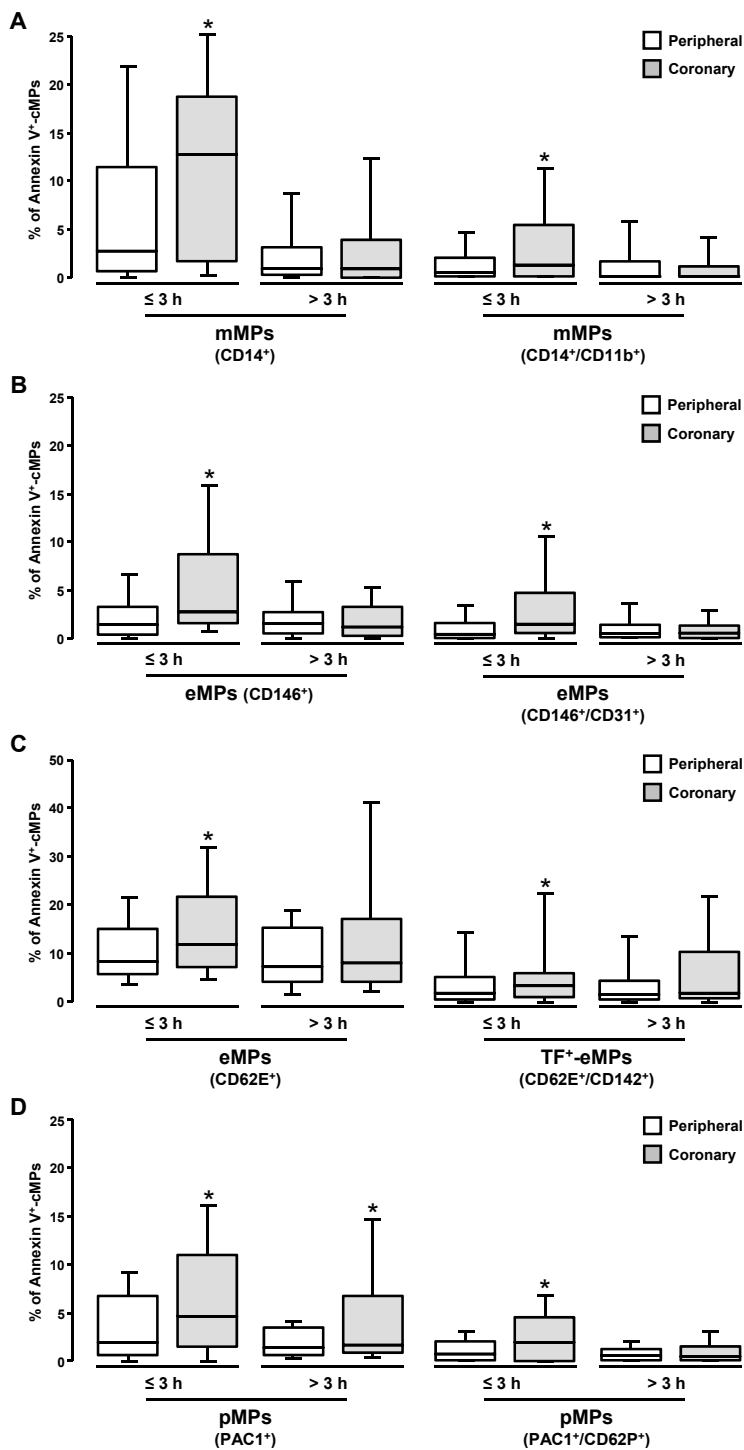 A
Peripheral
Coronary
% of Annexin V⁺-cMPs
25
20
15
10
5
0
*
*
≤ 3 h > 3 h ≤ 3 h > 3 h
mMPs mMPs
(CD14⁺) (CD14⁺/CD11b⁺)
B
Peripheral
Coronary
% of Annexin V⁺-cMPs
25
20
15
10
5
0
*
*
≤ 3 h > 3 h ≤ 3 h > 3 h
eMPs (CD146⁺) eMPs
(CD146⁺/CD31⁺)
C
Peripheral
Coronary
% of Annexin V⁺-cMPs
50
40
30
20
10
0
*
*
≤ 3 h > 3 h ≤ 3 h > 3 h
eMPs TF⁺-eMPs
(CD62E⁺) (CD62E⁺/CD142⁺)
D
Peripheral
Coronary
% of Annexin V⁺-cMPs
25
20
15
10
5
0
* *
*
≤ 3 h > 3 h ≤ 3 h > 3 h
pMPs pMPs
(PAC1⁺) (PAC1⁺/CD62P⁺)